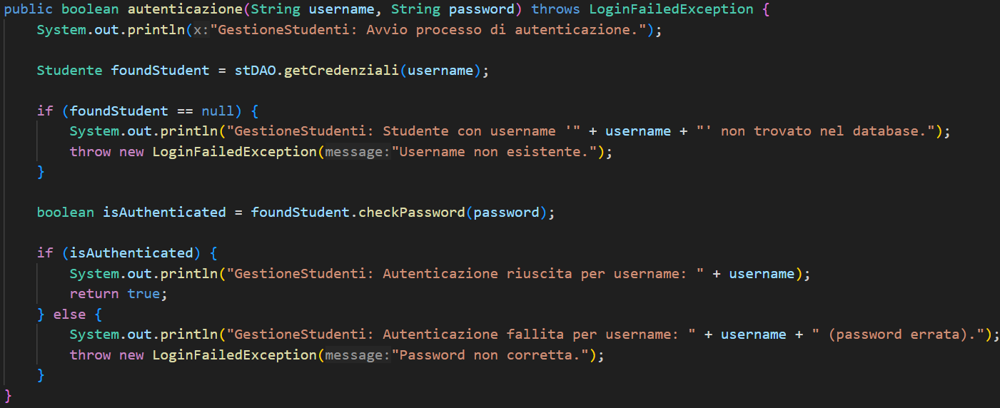 public boolean autenticazione(String username, String password) throws LoginFailedException {
    System.out.println(x:"GestioneStudenti: Avvio processo di autenticazione.");

    Studente foundStudent = stDAO.getCredenziali(username);

    if (foundStudent == null) {
        System.out.println("GestioneStudenti: Studente con username '" + username + "' non trovato nel database.");
        throw new LoginFailedException(message:"Username non esistente.");
    }

    boolean isAuthenticated = foundStudent.checkPassword(password);

    if (isAuthenticated) {
        System.out.println("GestioneStudenti: Autenticazione riuscita per username: " + username);
        return true;
    } else {
        System.out.println("GestioneStudenti: Autenticazione fallita per username: " + username + " (password errata).");
        throw new LoginFailedException(message:"Password non corretta.");
    }
}